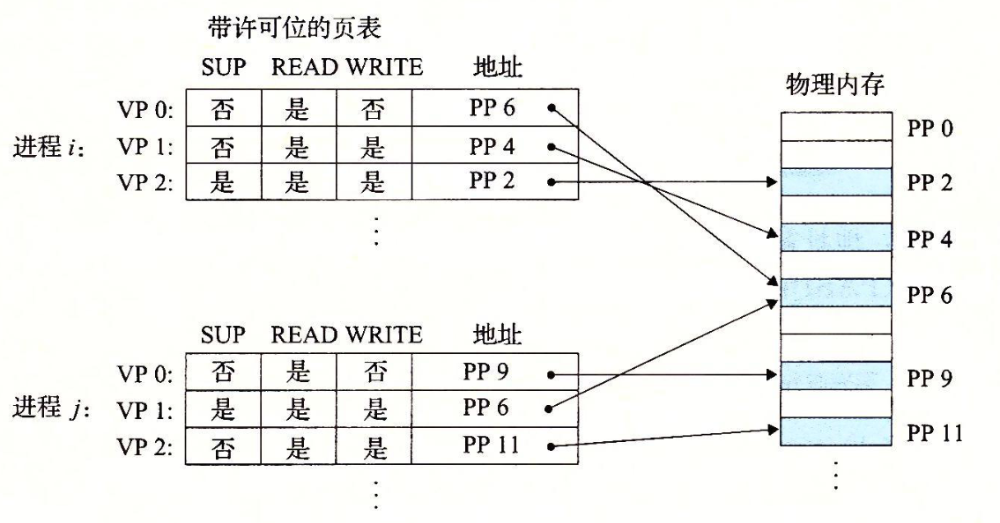 带许可位的页表
SUP READ WRITE 地址
物理内存
进程 i:
VP 0: 否 是 否 PP 6
VP 1: 否 是 是 PP 4
VP 2: 是 是 是 PP 2
⋮
PP 0
PP 2
PP 4
PP 6
PP 9
PP 11
⋮
SUP READ WRITE 地址
进程 j:
VP 0: 否 是 否 PP 9
VP 1: 是 是 是 PP 6
VP 2: 否 是 是 PP 11
⋮